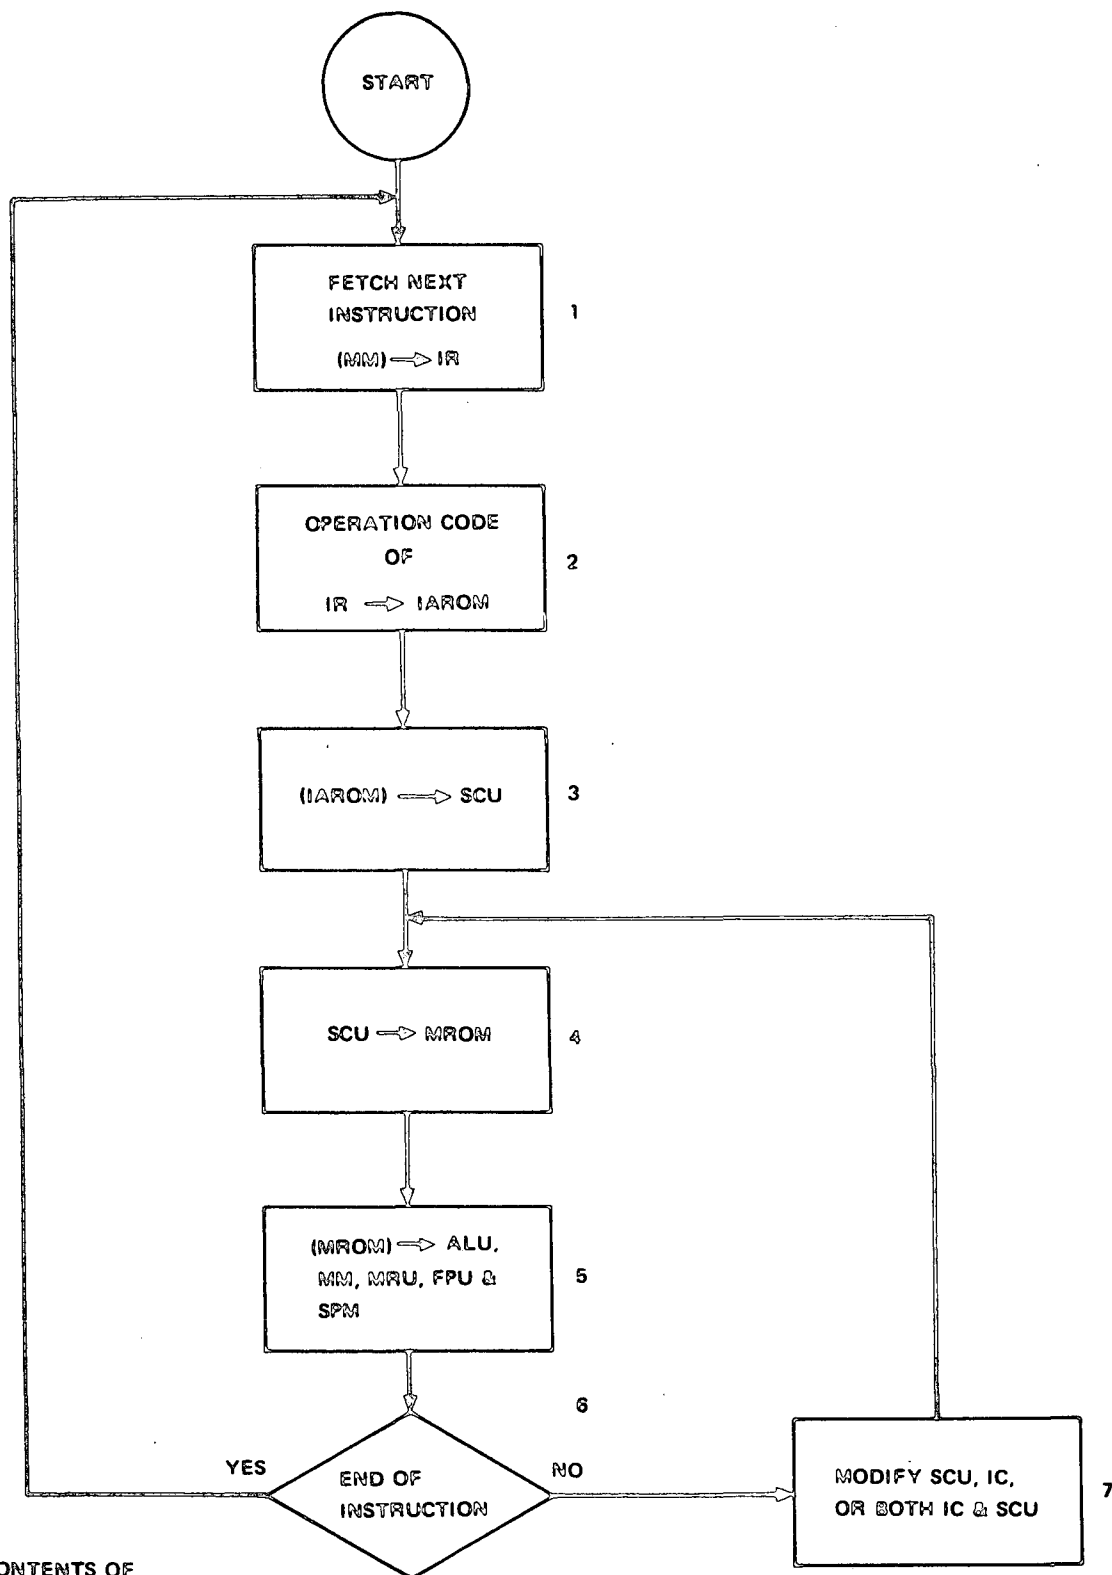 START
FETCH NEXT
INSTRUCTION
(MM) → IR
1
OPERATION CODE
OF
IR → IAROM
2
(IAROM) → SCU
3
SCU → MROM
4
(MROM) → ALU,
MM, MRU, FPU &
SPM
5
6
YES
END OF
INSTRUCTION
NO
MODIFY SCU, IC,
OR BOTH IC & SCU
7
CONTENTS OF